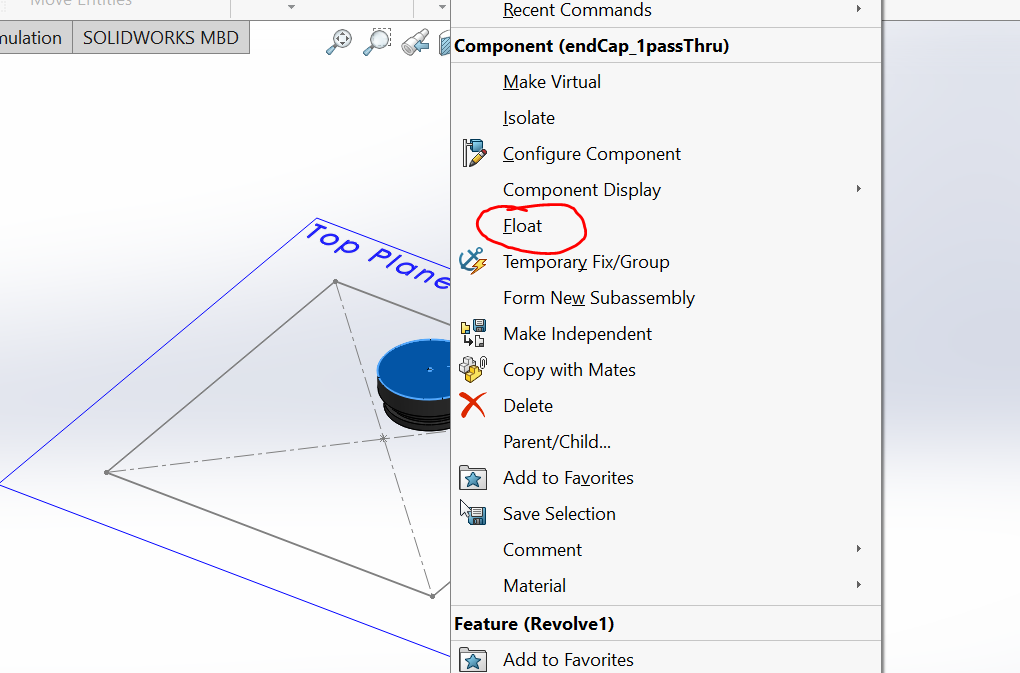 Move Entities
Recent Commands
mulation
SOLIDWORKS MBD
Component (endCap_1passThru)
Make Virtual
Isolate
Configure Component
Component Display
Float
Top Plane
Temporary Fix/Group
Form New Subassembly
Make Independent
Copy with Mates
Delete
Parent/Child...
Add to Favorites
Save Selection
Comment
Material
Feature (Revolve1)
Add to Favorites